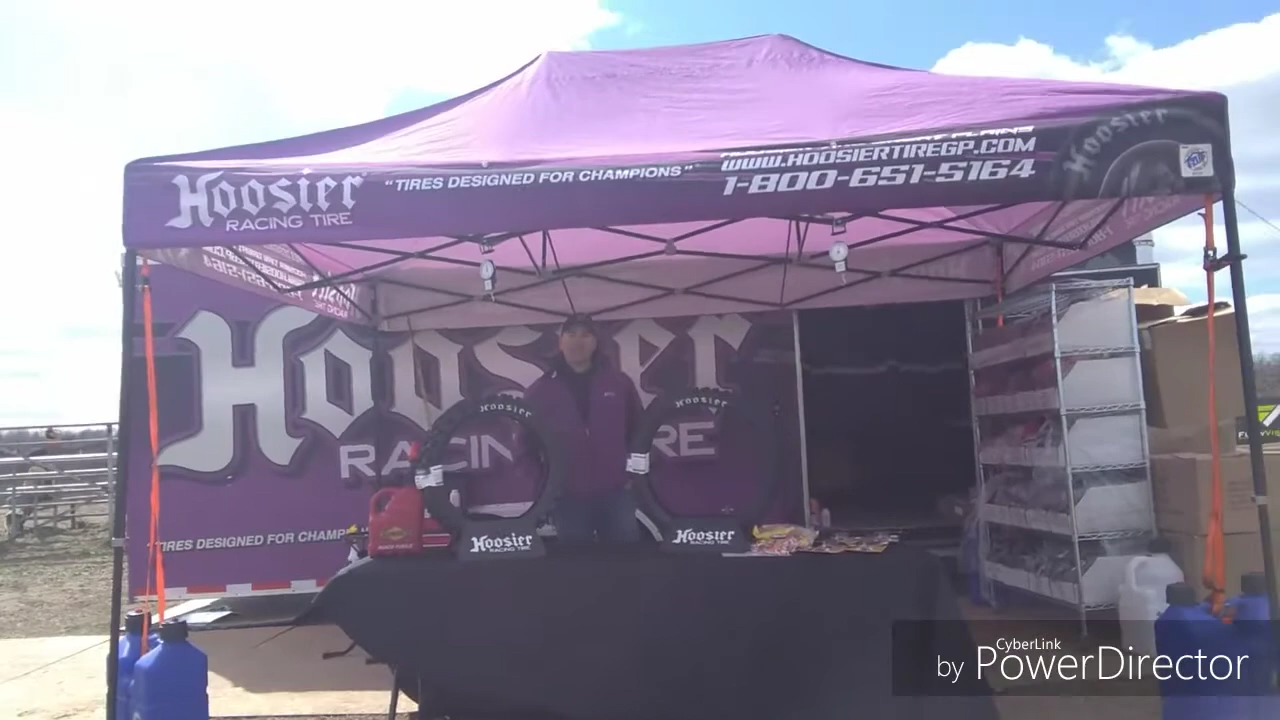 Hoosier
RACING TIRE
"TIRES DESIGNED FOR CHAMPIONS"
WWW.HOOSIERTIREGP.COM
1-800-651-5164
Hoosier
Hoosier
RACING TIRE
TIRES DESIGNED FOR CHAMP
Hoosier
Hoosier
Hoosier
RACING TIRE
Hoosier
RACING TIRE
CyberLink
by PowerDirector